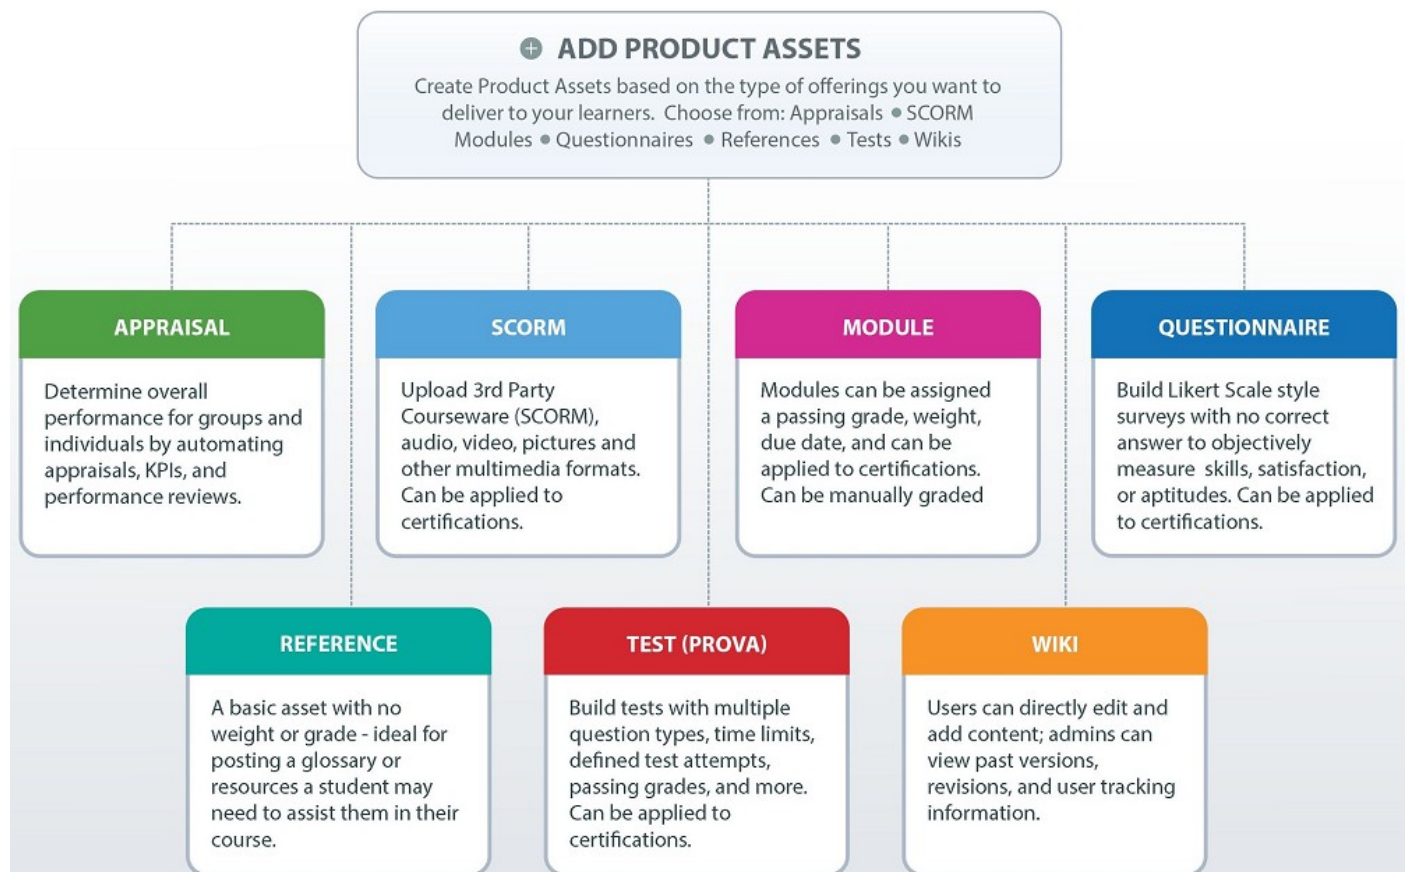 ADD PRODUCT ASSETS
Create Product Assets based on the type of offerings you want to
deliver to your learners. Choose from: Appraisals • SCORM
Modules • Questionnaires • References • Tests • Wikis
APPRAISAL
Determine overall
performance for groups and
individuals by automating
appraisals, KPIs, and
performance reviews.
SCORM
Upload 3rd Party
Courseware (SCORM),
audio, video, pictures and
other multimedia formats.
Can be applied to
certifications.
MODULE
Modules can be assigned
a passing grade, weight,
due date, and can be
applied to certifications.
Can be manually graded
QUESTIONNAIRE
Build Likert Scale style
surveys with no correct
answer to objectively
measure skills, satisfaction,
or aptitudes. Can be applied
to certifications.
REFERENCE
A basic asset with no
weight or grade - ideal for
posting a glossary or
resources a student may
need to assist them in their
course.
TEST (PROVA)
Build tests with multiple
question types, time limits,
defined test attempts,
passing grades, and more.
Can be applied to
certifications.
WIKI
Users can directly edit and
add content; admins can
view past versions,
revisions, and user tracking
information.